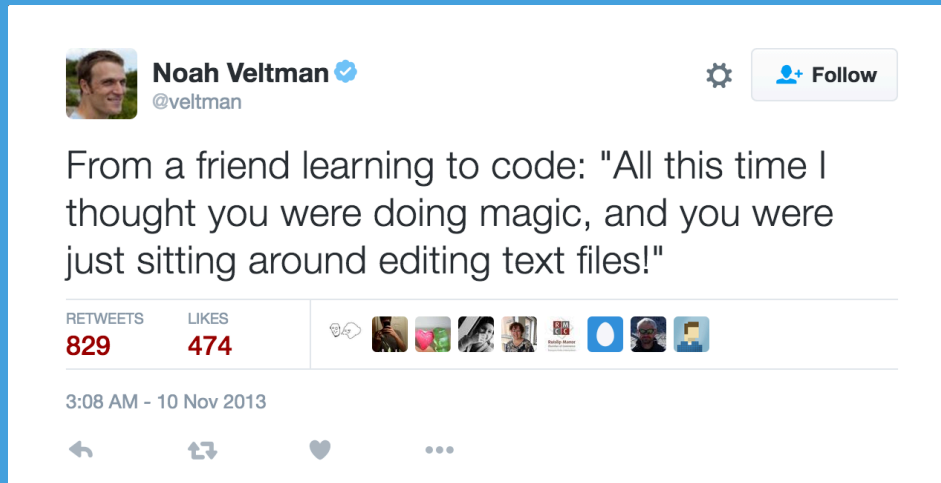 Noah Veltman
@veltman
Follow
From a friend learning to code: "All this time I
thought you were doing magic, and you were
just sitting around editing text files!"
RETWEETS LIKES
829 474
RMCC
3:08 AM - 10 Nov 2013